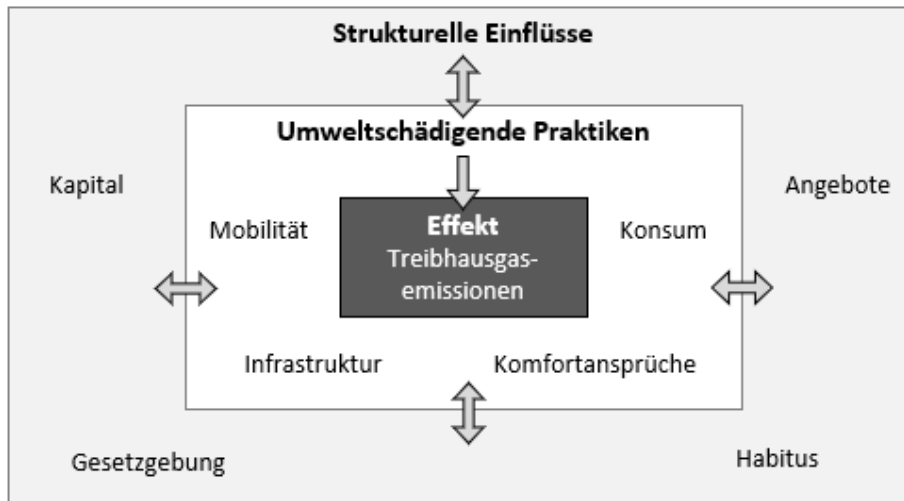 Strukturelle Einflüsse
Umweltschädigende Praktiken
Kapital
Angebote
Mobilität
Effekt
Konsum
Treibhausgas-
emissionen
Infrastruktur
Komfortansprüche
Gesetzgebung
Habitus